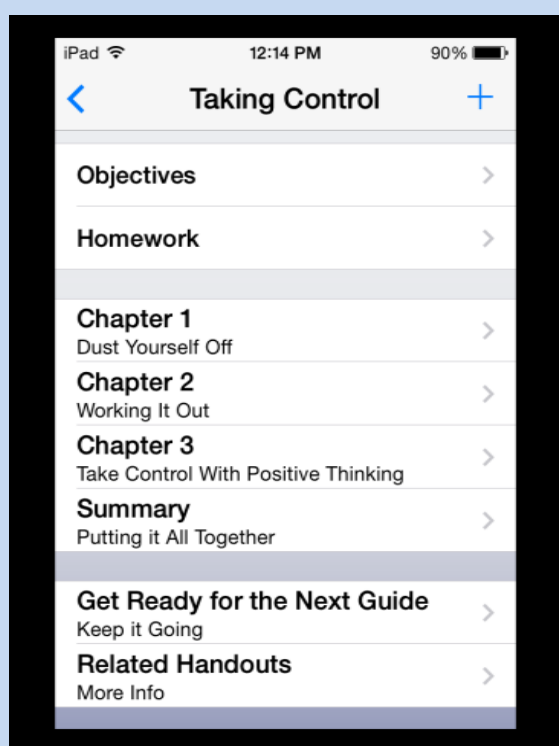 iPad 12:14 PM 90%
Taking Control
Objectives
Homework
Chapter 1
Dust Yourself Off
Chapter 2
Working It Out
Chapter 3
Take Control With Positive Thinking
Summary
Putting it All Together
Get Ready for the Next Guide
Keep it Going
Related Handouts
More Info